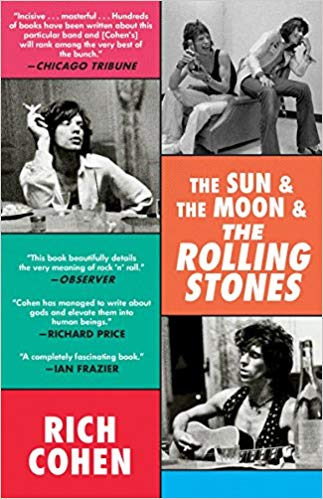 "Incisive . . . masterful . . . Hundreds
of books have been written about this
particular band and [Cohen's]
will rank among the very best of
the bunch."
—CHICAGO TRIBUNE
THE SUN &
THE MOON &
THE
ROLLING
STONES
"This book beautifully details
the very meaning of rock 'n' roll."
—OBSERVER
"Cohen has managed to write about
gods and elevate them into
human beings."
—RICHARD PRICE
"A completely fascinating book."
—IAN FRAZIER
RICH
COHEN